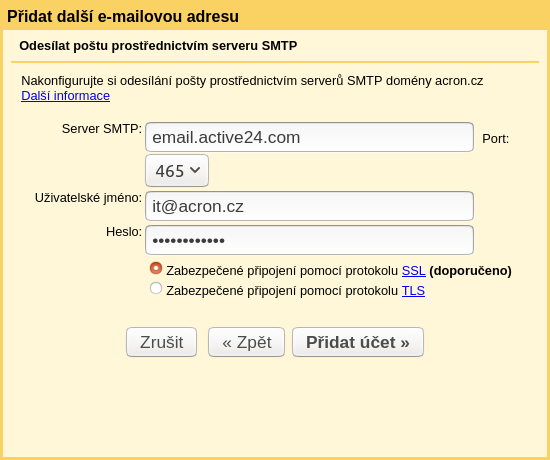 Přidat další e-mailovou adresu
Odesílat poštu prostřednictvím serveru SMTP
Nakonfigurujte si odesílání pošty prostřednictvím serverů SMTP domény acron.cz
Další informace
Server SMTP: email.active24.com Port:
465
Uživatelské jméno: it@acron.cz
Heslo: ••••••••••••
Zabezpečené připojení pomocí protokolu SSL (doporučeno)
Zabezpečené připojení pomocí protokolu TLS
Zrušit « Zpět Přidat účet »